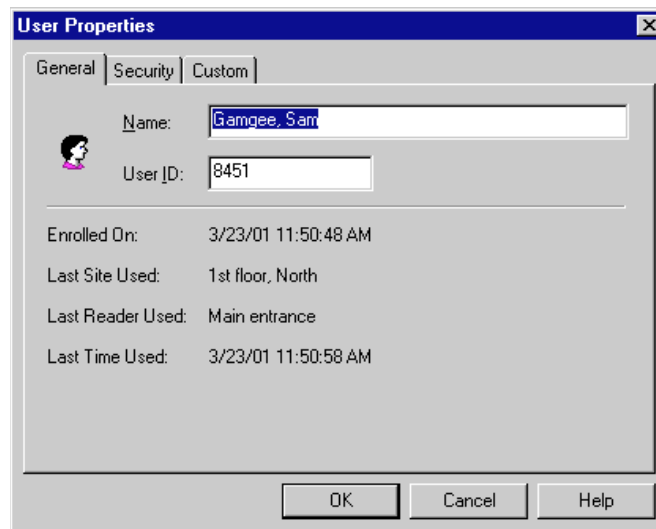 User Properties
General Security Custom
Name: Gamgee, Sam
User ID: 8451
Enrolled On: 3/23/01 11:50:48 AM
Last Site Used: 1st floor, North
Last Reader Used: Main entrance
Last Time Used: 3/23/01 11:50:58 AM
OK Cancel Help